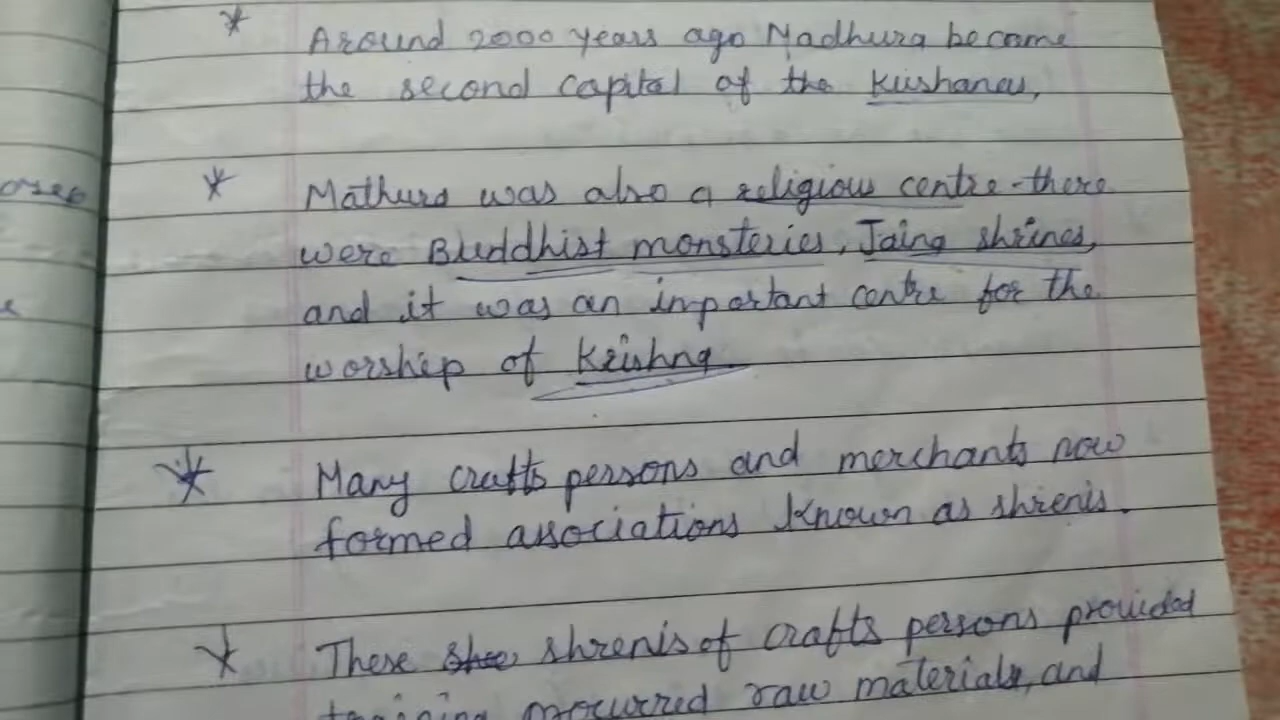 * Around 2000 years ago Madhura became
the second capital of the Kushanas,
* Mathura was also a religious centre - there
were Buddhist monsteries, Jaina shrines,
and it was an important centre for the
worship of Krishna
* Many crafts persons and merchants now
formed associations known as shrenis.
* These shrenis of crafts persons provided
training procurred raw materials, and